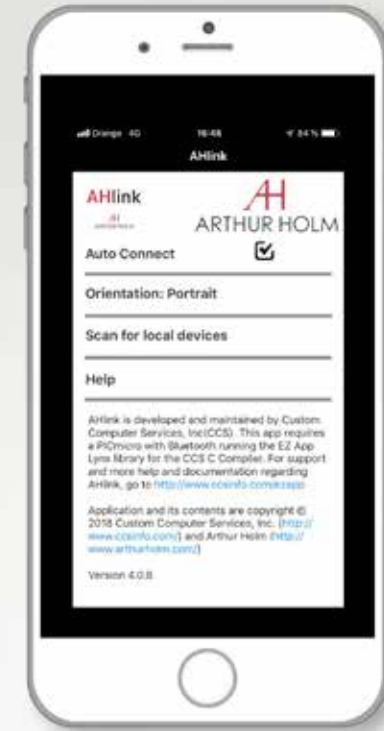 Orange 4G 16:46 84 %
AHlink
AHlink
AH
ARTHUR HOLM
AH
ARTHUR HOLM
Auto Connect
Orientation: Portrait
Scan for local devices
Help
AHlink is developed and maintained by Custom
Computer Services, Inc(CCS). This app requires
a PICmicro with Bluetooth running the EZ App
Lynx library for the CCS C Compiler. For support
and more help and documentation regarding
AHlink, go to http://www.ccsinfo.com/ezapp
Application and its contents are copyright ©
2018 Custom Computer Services, Inc. (http://
www.ccsinfo.com/) and Arthur Holm (http://
www.arthurholm.com/)
Version 4.0.8